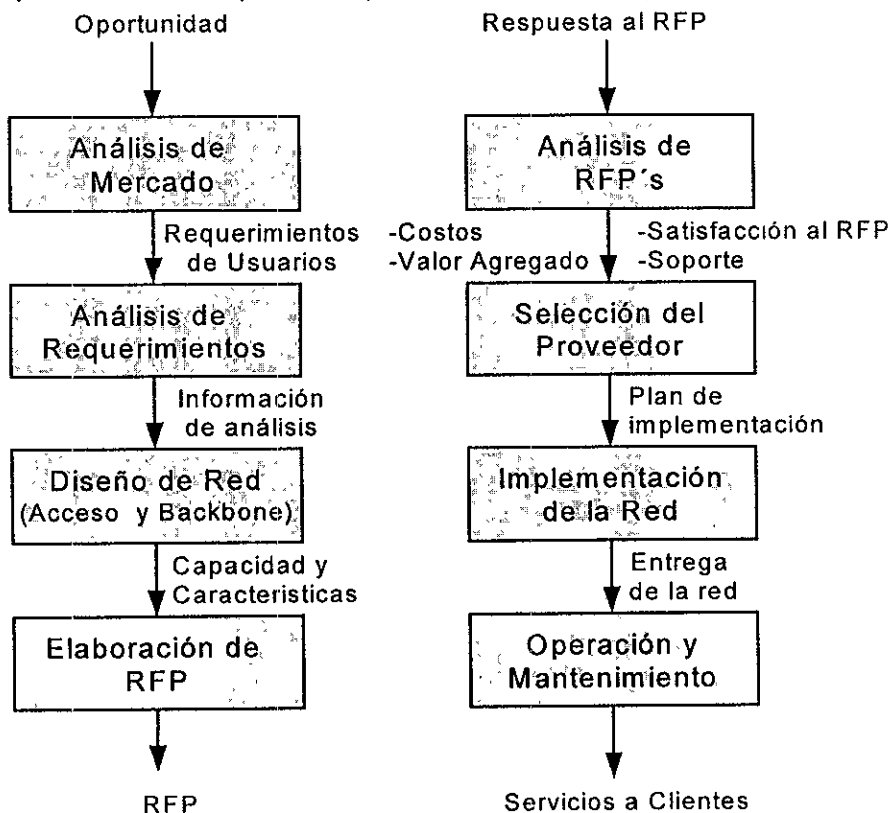 Oportunidad
Análisis de
Mercado
Requerimientos
de Usuarios
Análisis de
Requerimientos
Información
de análisis
Diseño de Red
(Acceso y Backbone)
Capacidad y
Caracteristicas
Elaboración de
RFP
RFP
Respuesta al RFP
Análisis de
RFP´s
-Costos
-Valor Agregado
-Satisfacción al RFP
-Soporte
Selección del
Proveedor
Plan de
implementación
Implementación
de la Red
Entrega
de la red
Operación y
Mantenimiento
Servicios a Clientes